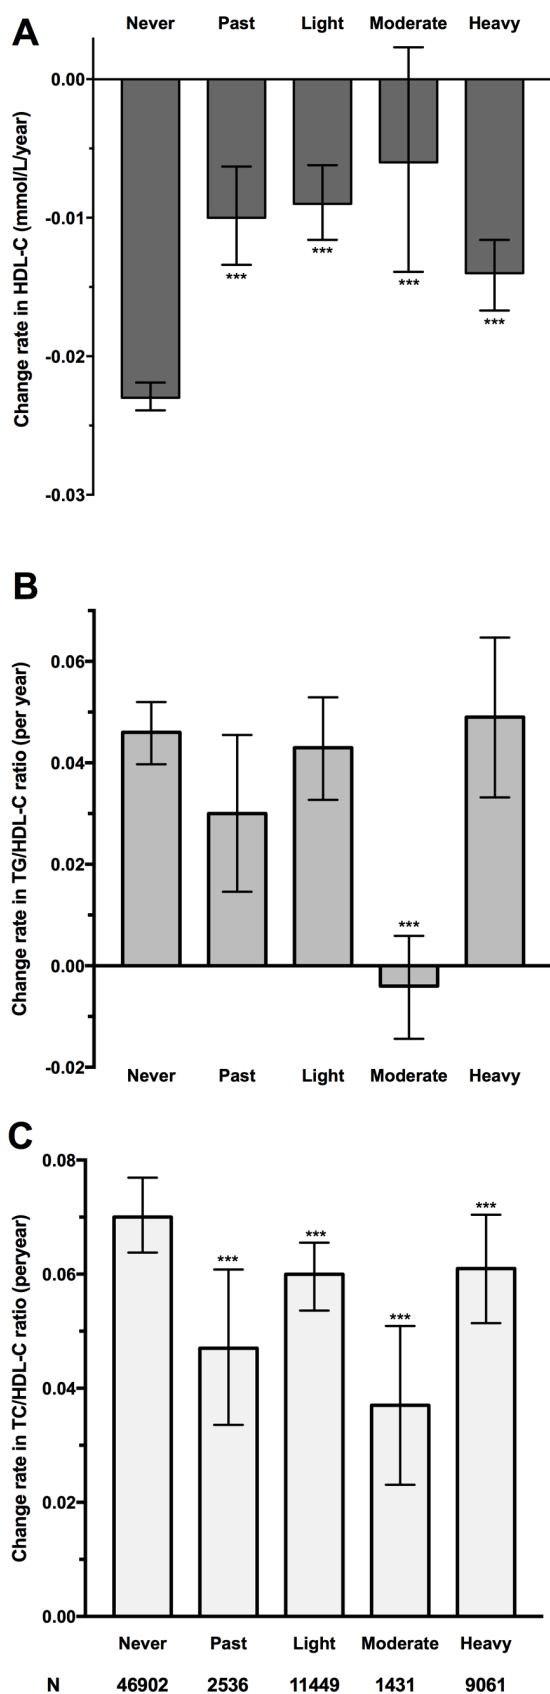 A
Never Past Light Moderate Heavy
Change rate in HDL-C (mmol/L/year)
0.00
***
***
***
-0.01
***
-0.02
-0.03
B
Change rate in TG/HDL-C ratio (per year)
0.06
0.04
0.02
***
0.00
-0.02
Never Past Light Moderate Heavy
C
Change rate in TC/HDL-C ratio (peryear)
0.08
***
***
***
0.06
***
0.04
0.02
0.00
Never Past Light Moderate Heavy
N 46902 2536 11449 1431 9061